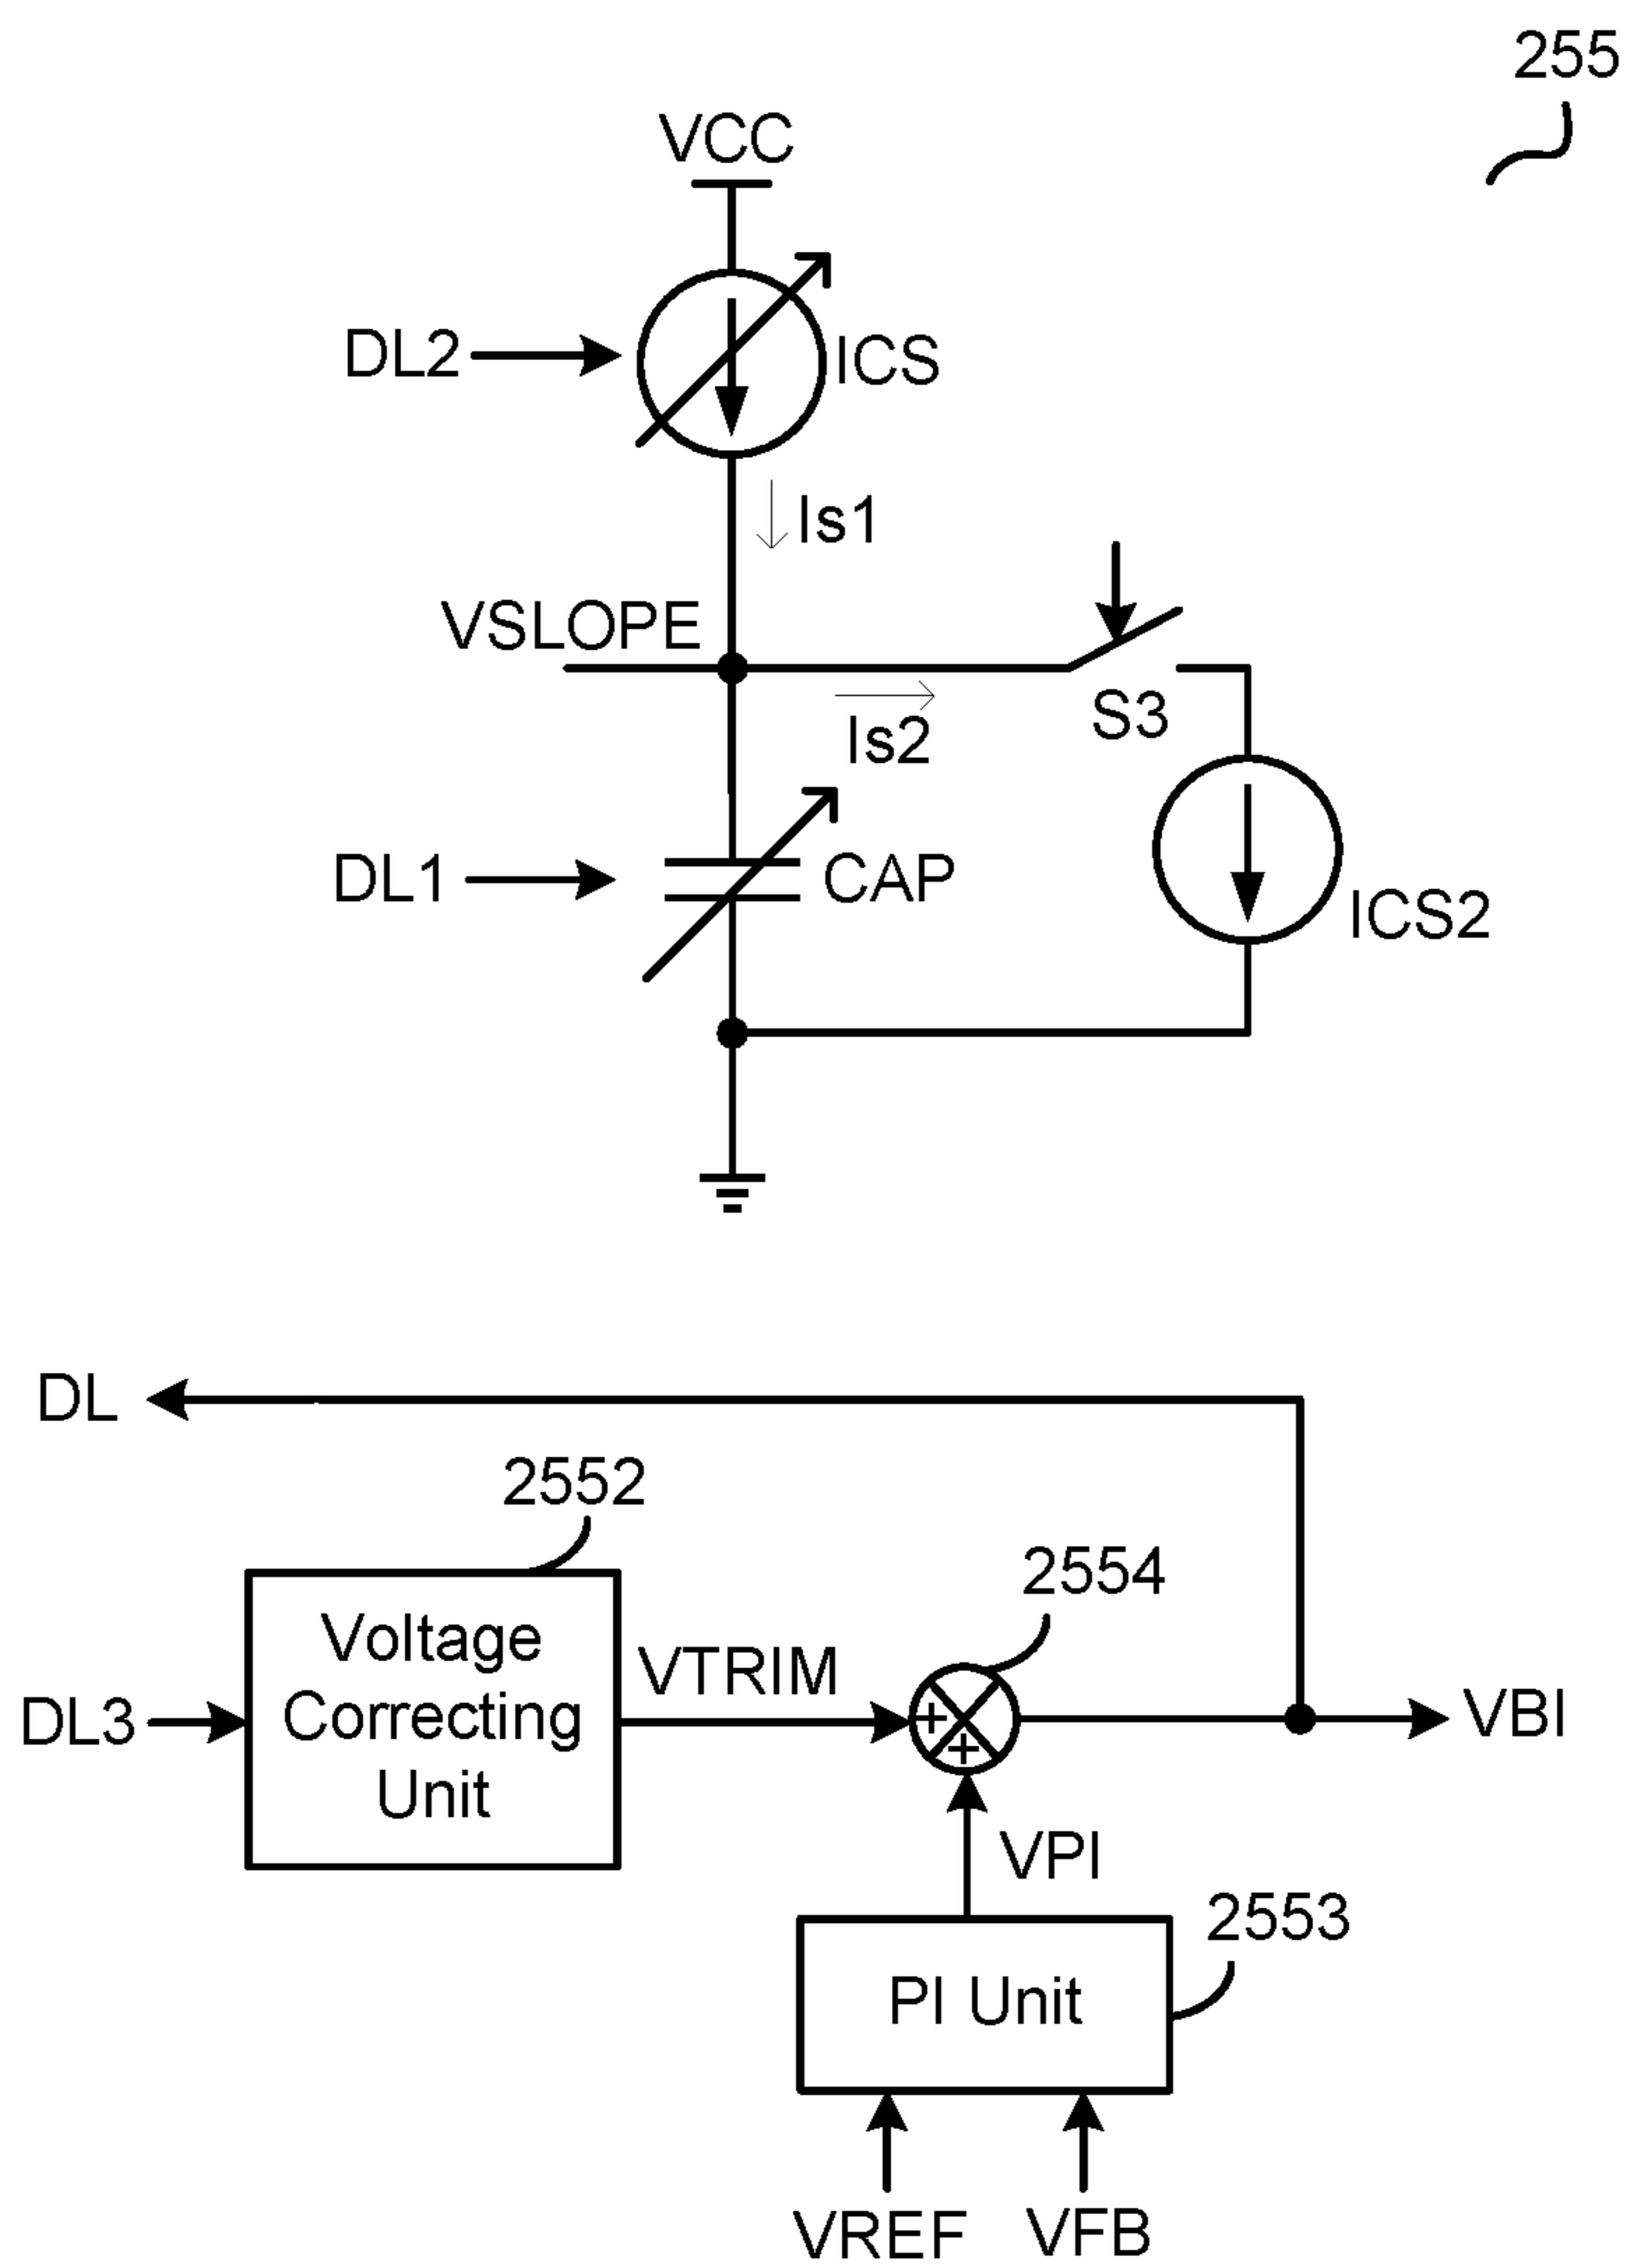 255
VCC
DL2
ICS
Is1
VSLOPE
Is2
S3
DL1
CAP
ICS2
DL
2552
2554
Voltage
Correcting
Unit
DL3
VTRIM
+
+
VBI
VPI
2553
PI Unit
VREF
VFB